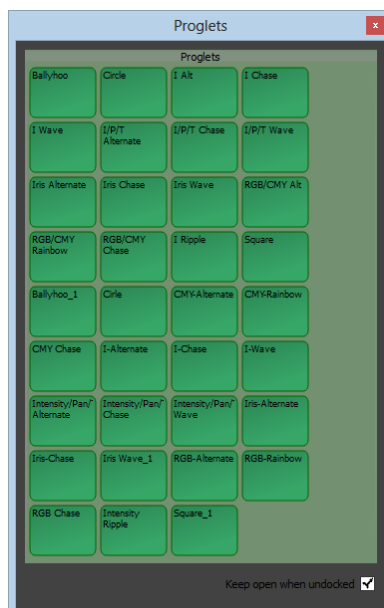 Proglets
x
Proglets
Ballyhoo
Circle
I Alt
I Chase
I Wave
I/P/T
Alternate
I/P/T Chase
I/P/T Wave
Iris Alternate
Iris Chase
Iris Wave
RGB/CMY Alt
RGB/CMY
Rainbow
RGB/CMY
Chase
I Ripple
Square
Ballyhoo_1
Cirle
CMY-Alternate
CMY-Rainbow
CMY Chase
I-Alternate
I-Chase
I-Wave
Intensity/Pan/
Alternate
Intensity/Pan/
Chase
Intensity/Pan/
Wave
Iris-Alternate
Iris-Chase
Iris Wave_1
RGB-Alternate
RGB-Rainbow
RGB Chase
Intensity
Ripple
Square_1
Keep open when undocked